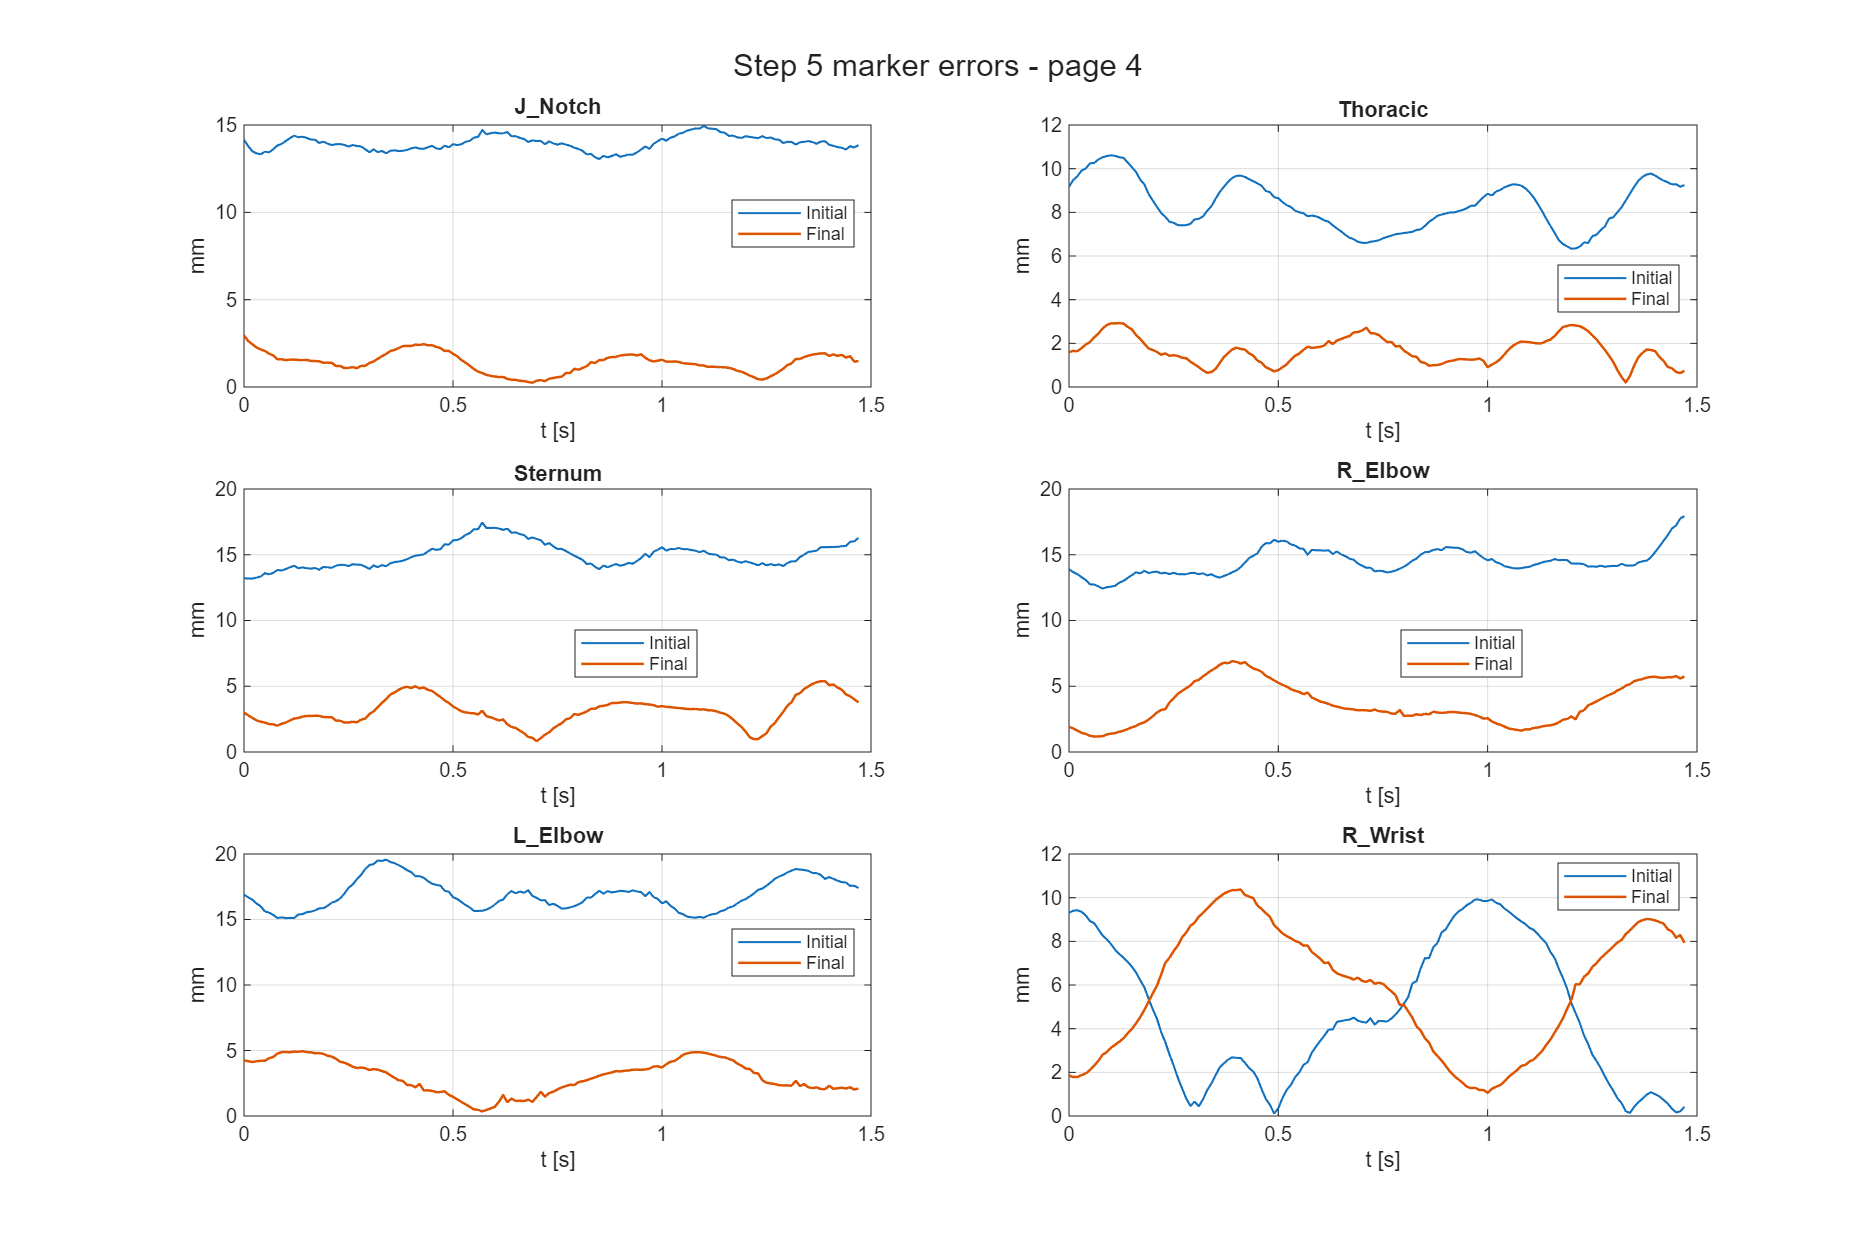 Step 5 marker errors - page 4
J_Notch
15
10
5
0
mm
0
0.5
1
1.5
t [s]
Initial
Final
Thoracic
12
10
8
6
4
2
0
mm
0
0.5
1
1.5
t [s]
Initial
Final
Sternum
20
15
10
5
0
mm
0
0.5
1
1.5
t [s]
Initial
Final
R_Elbow
20
15
10
5
0
mm
0
0.5
1
1.5
t [s]
Initial
Final
L_Elbow
20
15
10
5
0
mm
0
0.5
1
1.5
t [s]
Initial
Final
R_Wrist
12
10
8
6
4
2
0
mm
0
0.5
1
1.5
t [s]
Initial
Final